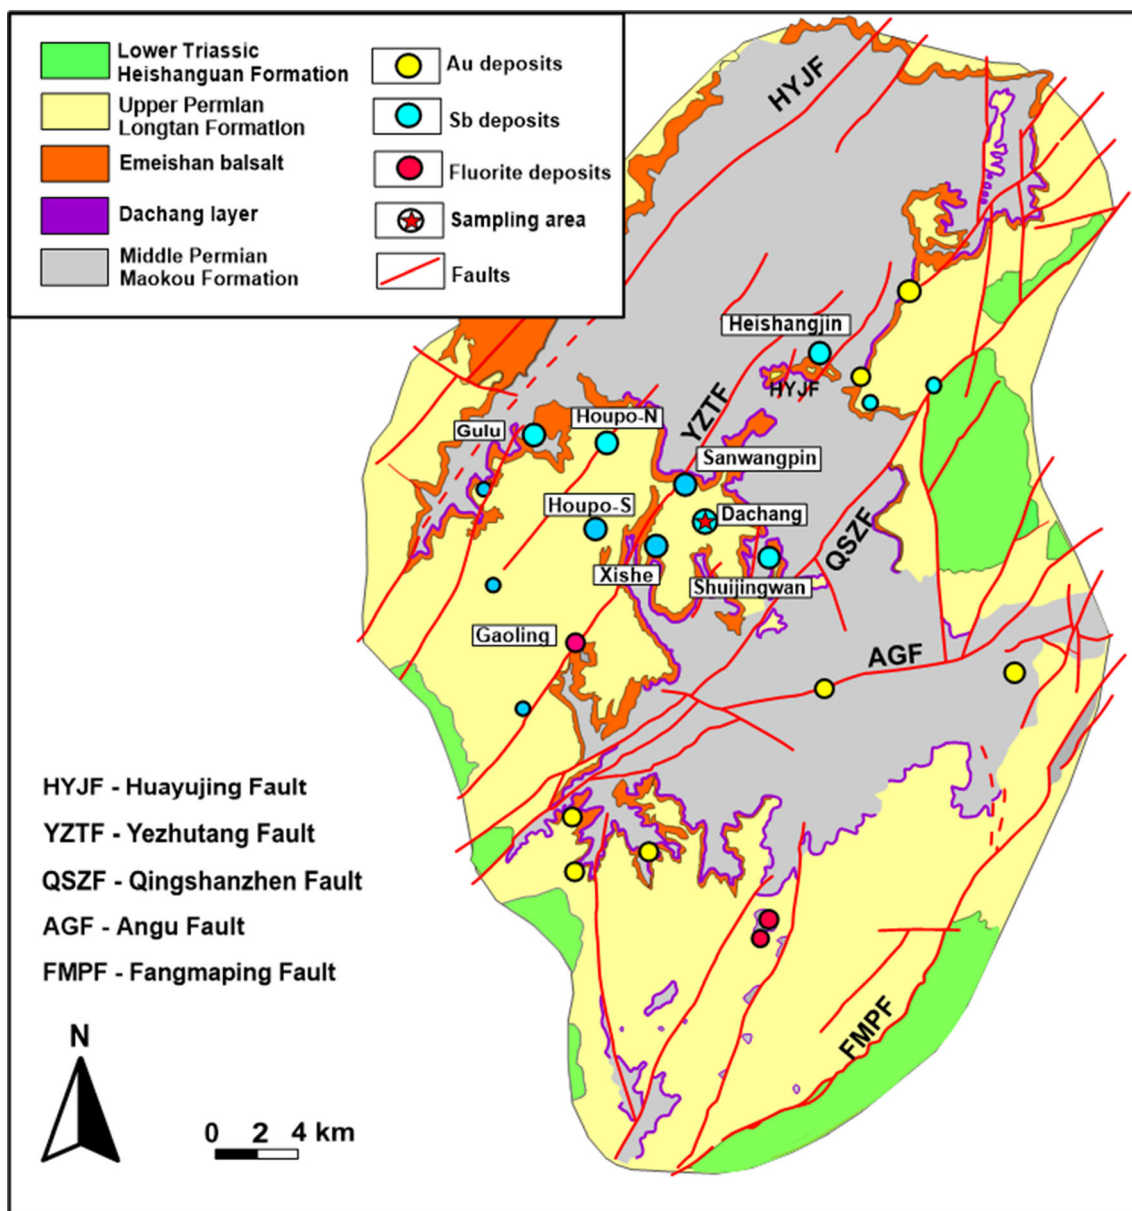 Lower Triassic
Heishanguan Formation
Upper Permian
Longtan Formation
Emeishan balsalt
Dachang layer
Middle Permian
Maokou Formation
Au deposits
Sb deposits
Fluorite deposits
Sampling area
Faults
HYJF
Heishangjin
HYJF
YZTF
Gulu
Houpo-N
Sanwangpin
Houpo-S
Dachang
QSZF
Xishe
Shuijingwan
Gaoling
AGF
FMPF
HYJF - Huayujing Fault
YZTF - Yezhutang Fault
QSZF - Qingshanzhen Fault
AGF - Angu Fault
FMPF - Fangmaping Fault
N
0 2 4 km